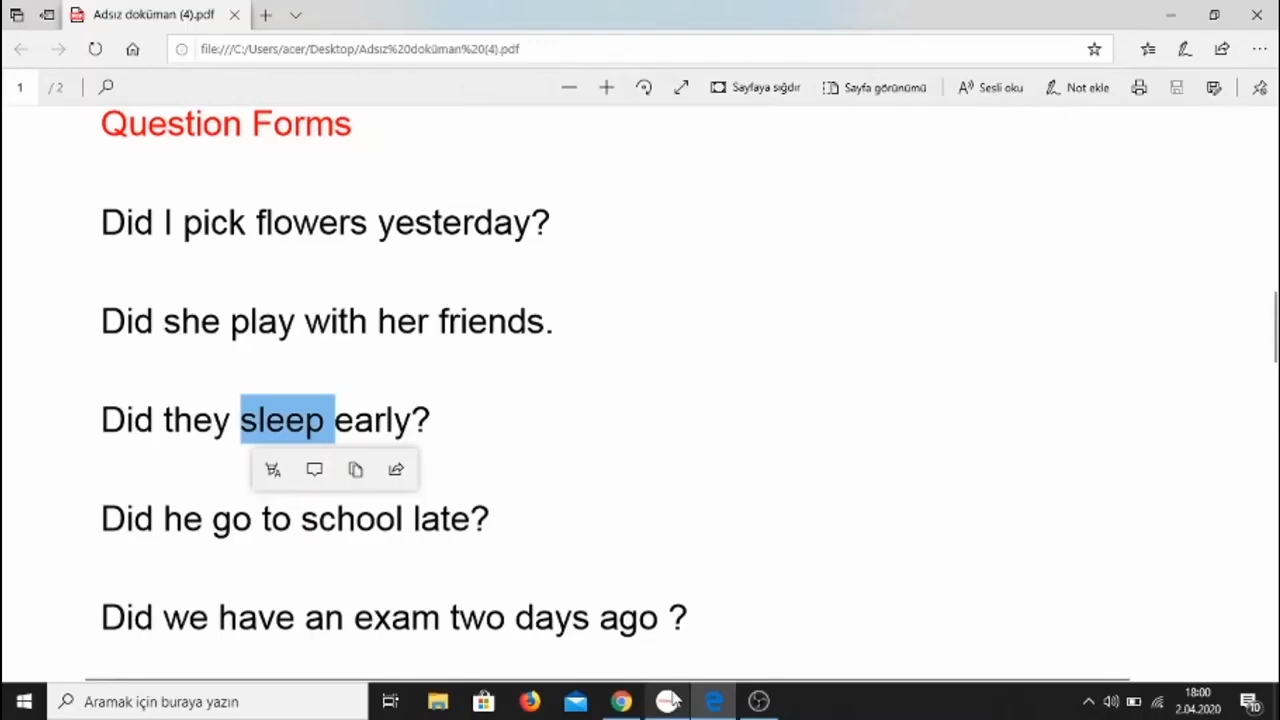 Adsız doküman (4).pdf
file:///C:/Users/acer/Desktop/Adsız%20doküman%20(4).pdf
1 /2 Sayfaya sığdır Sayfa görünümü Sesli oku Not ekle
Question Forms
Did I pick flowers yesterday?
Did she play with her friends.
Did they sleep early?
Did he go to school late?
Did we have an exam two days ago ?
Aramak için buraya yazın
18:00
2.04.2020
10